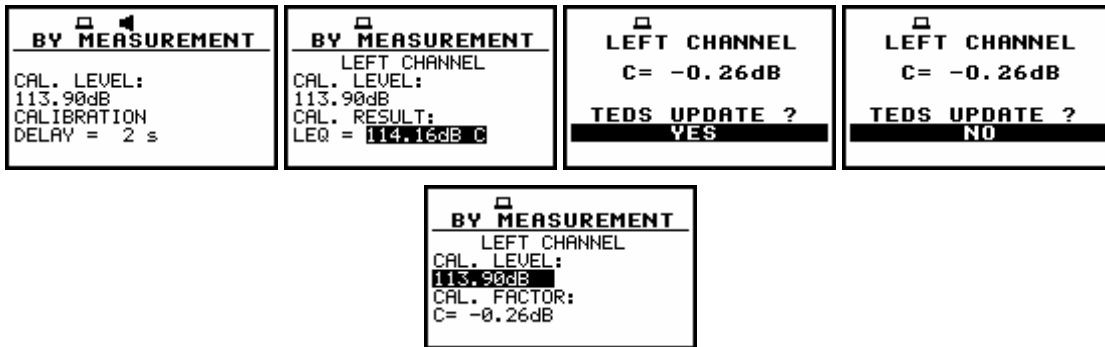 BY MEASUREMENT
CAL. LEVEL:
113.90dB
CALIBRATION
DELAY = 2 s
BY MEASUREMENT
LEFT CHANNEL
CAL. LEVEL:
113.90dB
CAL. RESULT:
LEQ = 114.16dB C
LEFT CHANNEL
C= -0.26dB
TEDS UPDATE ?
YES
LEFT CHANNEL
C= -0.26dB
TEDS UPDATE ?
NO
BY MEASUREMENT
LEFT CHANNEL
CAL. LEVEL:
113.90dB
CAL. FACTOR:
C= -0.26dB